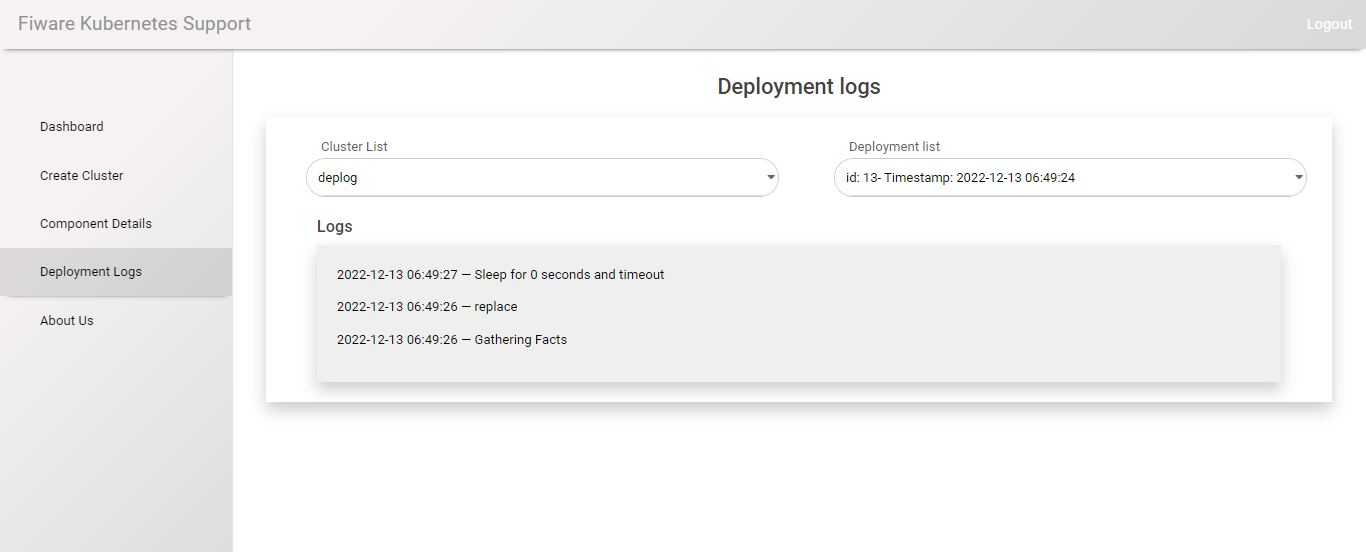 Fiware Kubernetes Support
Logout
Dashboard
Create Cluster
Component Details
Deployment Logs
About Us
Deployment logs
Cluster List
deplog
Deployment list
id: 13- Timestamp: 2022-12-13 06:49:24
Logs
2022-12-13 06:49:27 — Sleep for 0 seconds and timeout
2022-12-13 06:49:26 — replace
2022-12-13 06:49:26 — Gathering Facts